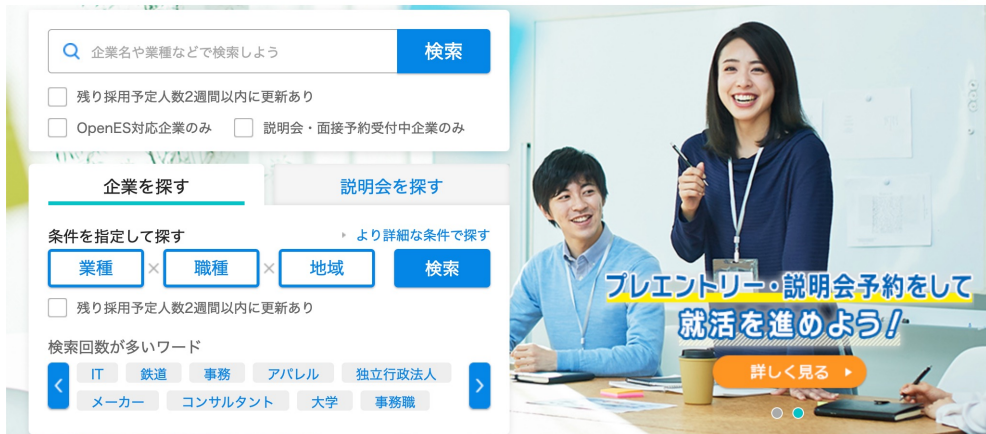 企業名や業種などで検索しよう 検索
残り採用予定人数2週間以内に更新あり
OpenES対応企業のみ 説明会・面接予約受付中企業のみ
企業を探す 説明会を探す
条件を指定して探す より詳細な条件で探す
業種 × 職種 × 地域 検索
残り採用予定人数2週間以内に更新あり
検索回数が多いワード
IT 鉄道 事務 アパレル 独立行政法人
メーカー コンサルタント 大学 事務職
プレエントリー・説明会予約をして
就活を進めよう!
詳しく見る